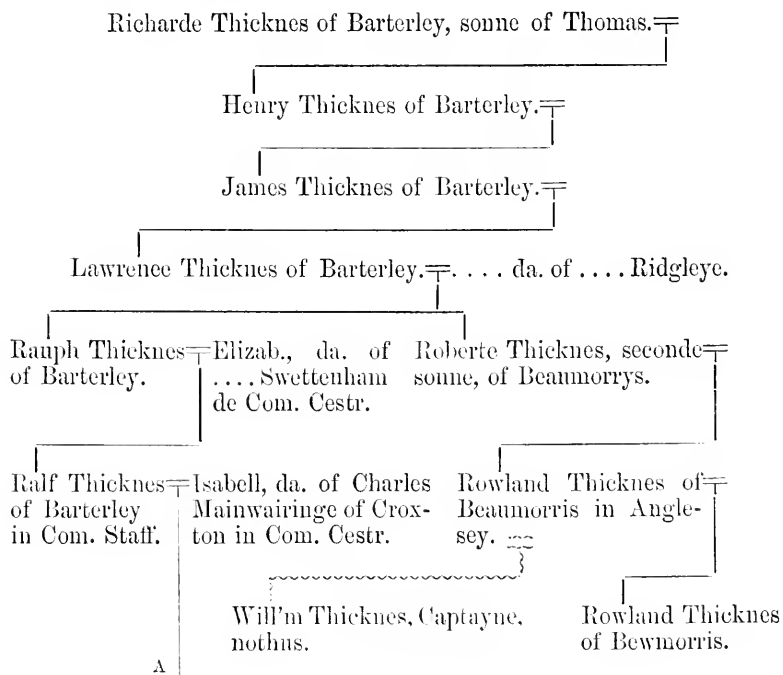 Richarde Thicknes of Barterley, sonne of Thomas.
Henry Thicknes of Barterley.
James Thicknes of Barterley.
Lawrence Thicknes of Barterley. . . . . da. of . . . . Ridgleye.
Rauph Thicknes
of Barterley.
Elizab., da. of
. . . . Swettenham
de Com. Cestr.
Roberte Thicknes, seconde
sonne, of Beaumorrys.
Ralf Thicknes
of Barterley
in Com. Staff.
Isabell, da. of Charles
Mainwairinge of Crox-
ton in Com. Cestr.
Rowland Thicknes of
Beaumorris in Angle-
sey.
Will'm Thicknes, Captayne,
nothus.
Rowland Thicknes
of Bewmorris.
A